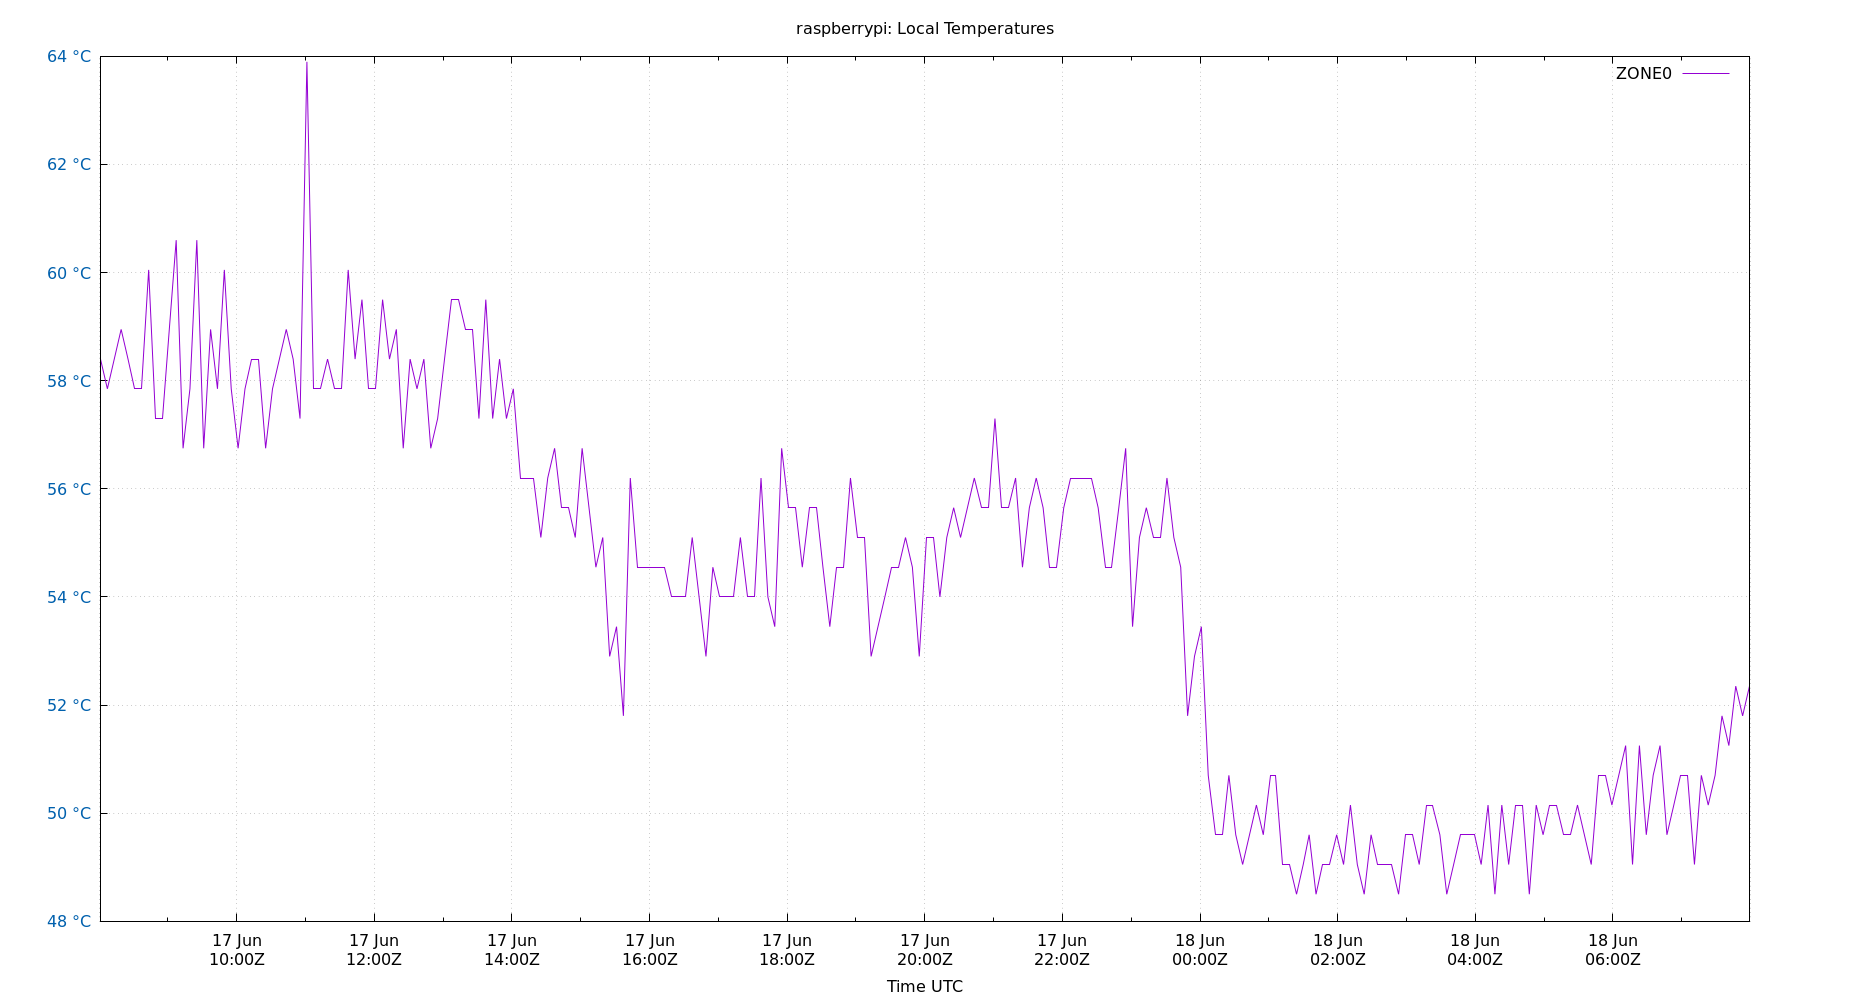 raspberrypi: Local Temperatures
ZONE0
64 °C
62 °C
60 °C
58 °C
56 °C
54 °C
52 °C
50 °C
48 °C
17 Jun 17 Jun 17 Jun 17 Jun 17 Jun 17 Jun 17 Jun 18 Jun 18 Jun 18 Jun 18 Jun
10:00Z 12:00Z 14:00Z 16:00Z 18:00Z 20:00Z 22:00Z 00:00Z 02:00Z 04:00Z 06:00Z
Time UTC